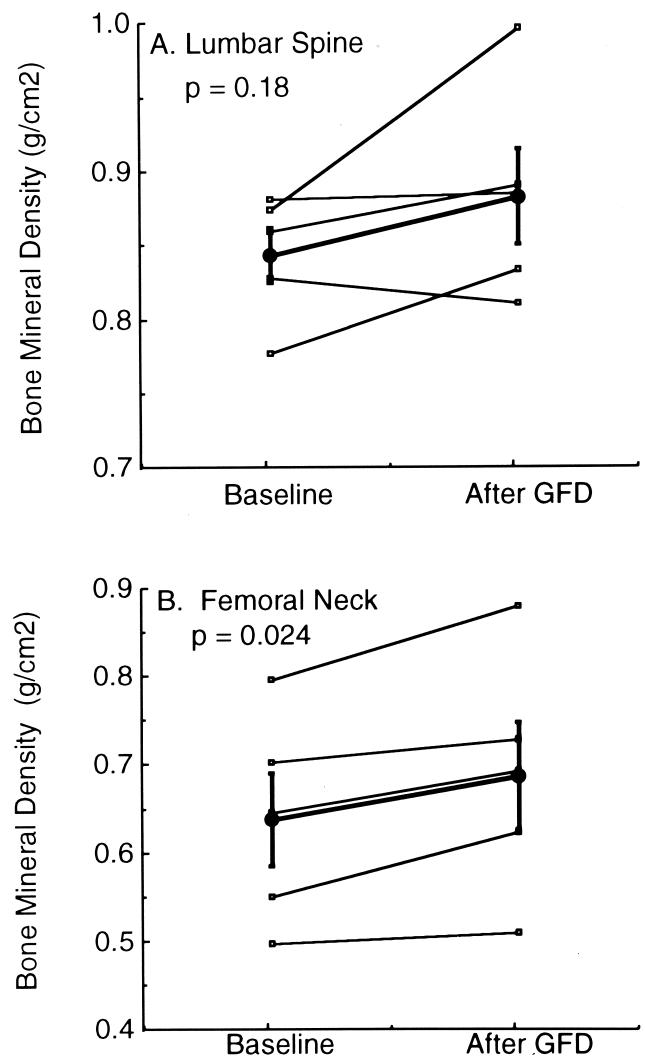 A. Lumbar Spine
p = 0.18
Bone Mineral Density (g/cm2)
1.0
0.9
0.8
0.7
Baseline
After GFD
B. Femoral Neck
p = 0.024
Bone Mineral Density (g/cm2)
0.9
0.8
0.7
0.6
0.5
0.4
Baseline
After GFD